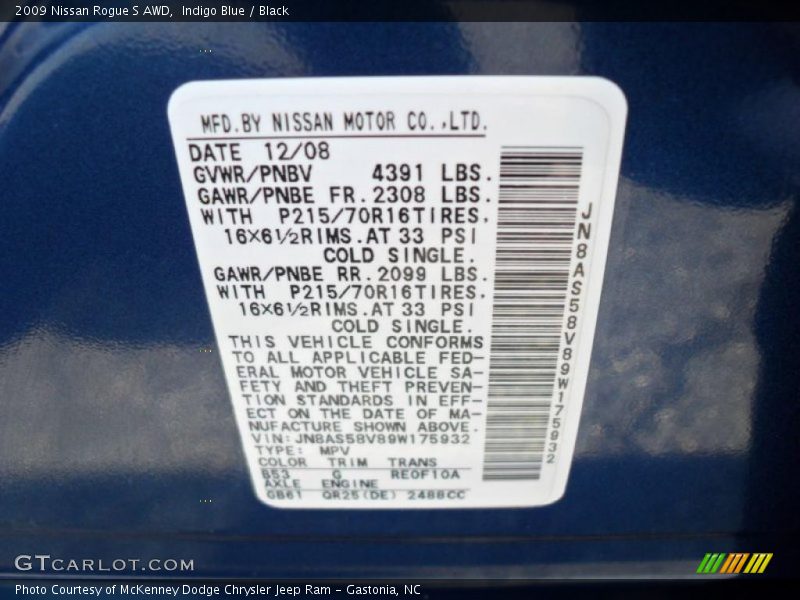 2009 Nissan Rogue S AWD,  Indigo Blue / Black
MFD.BY NISSAN MOTOR CO.,LTD.
DATE 12/08
GVWR/PNBV 4391 LBS.
GAWR/PNBE FR.2308 LBS.
WITH P215/70R16TIRES.
16X6½RIMS.AT 33 PSI
COLD SINGLE.
GAWR/PNBE RR.2099 LBS.
WITH P215/70R16TIRES.
16X6½RIMS.AT 33 PSI
COLD SINGLE.
THIS VEHICLE CONFORMS
TO ALL APPLICABLE FED-
ERAL MOTOR VEHICLE SA-
FETY AND THEFT PREVEN-
TION STANDARDS IN EFF-
ECT ON THE DATE OF MA-
NUFACTURE SHOWN ABOVE.
VIN:JN8AS58V89W175932
TYPE: MPV
COLOR TRIM TRANS
B53 G RE0F10A
AXLE ENGINE
GB61 QR25(DE) 2488CC
JN8AS58V89W175932
GTCARLOT.COM
Photo Courtesy of McKenney Dodge Chrysler Jeep Ram - Gastonia, NC